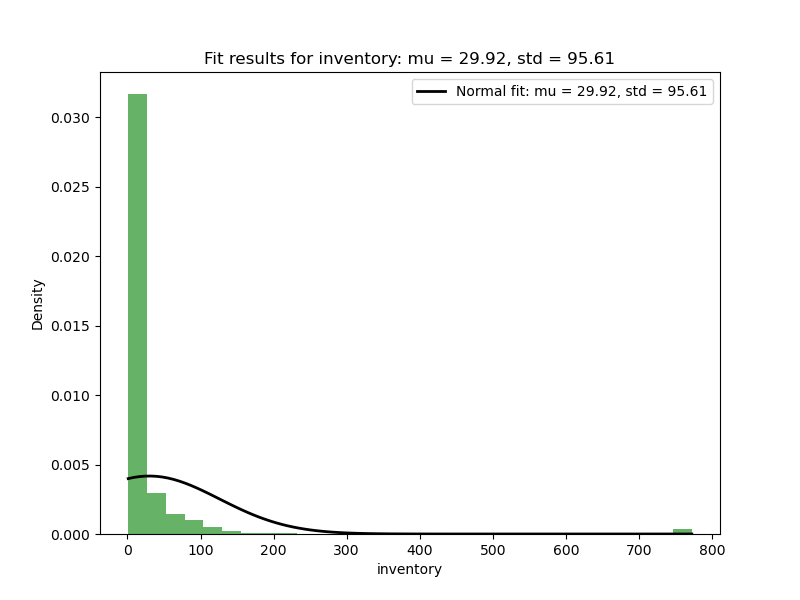 Fit results for inventory: mu = 29.92, std = 95.61
Normal fit: mu = 29.92, std = 95.61
0.030
0.025
0.020
0.015
0.010
0.005
0.000
Density
0 100 200 300 400 500 600 700 800
inventory